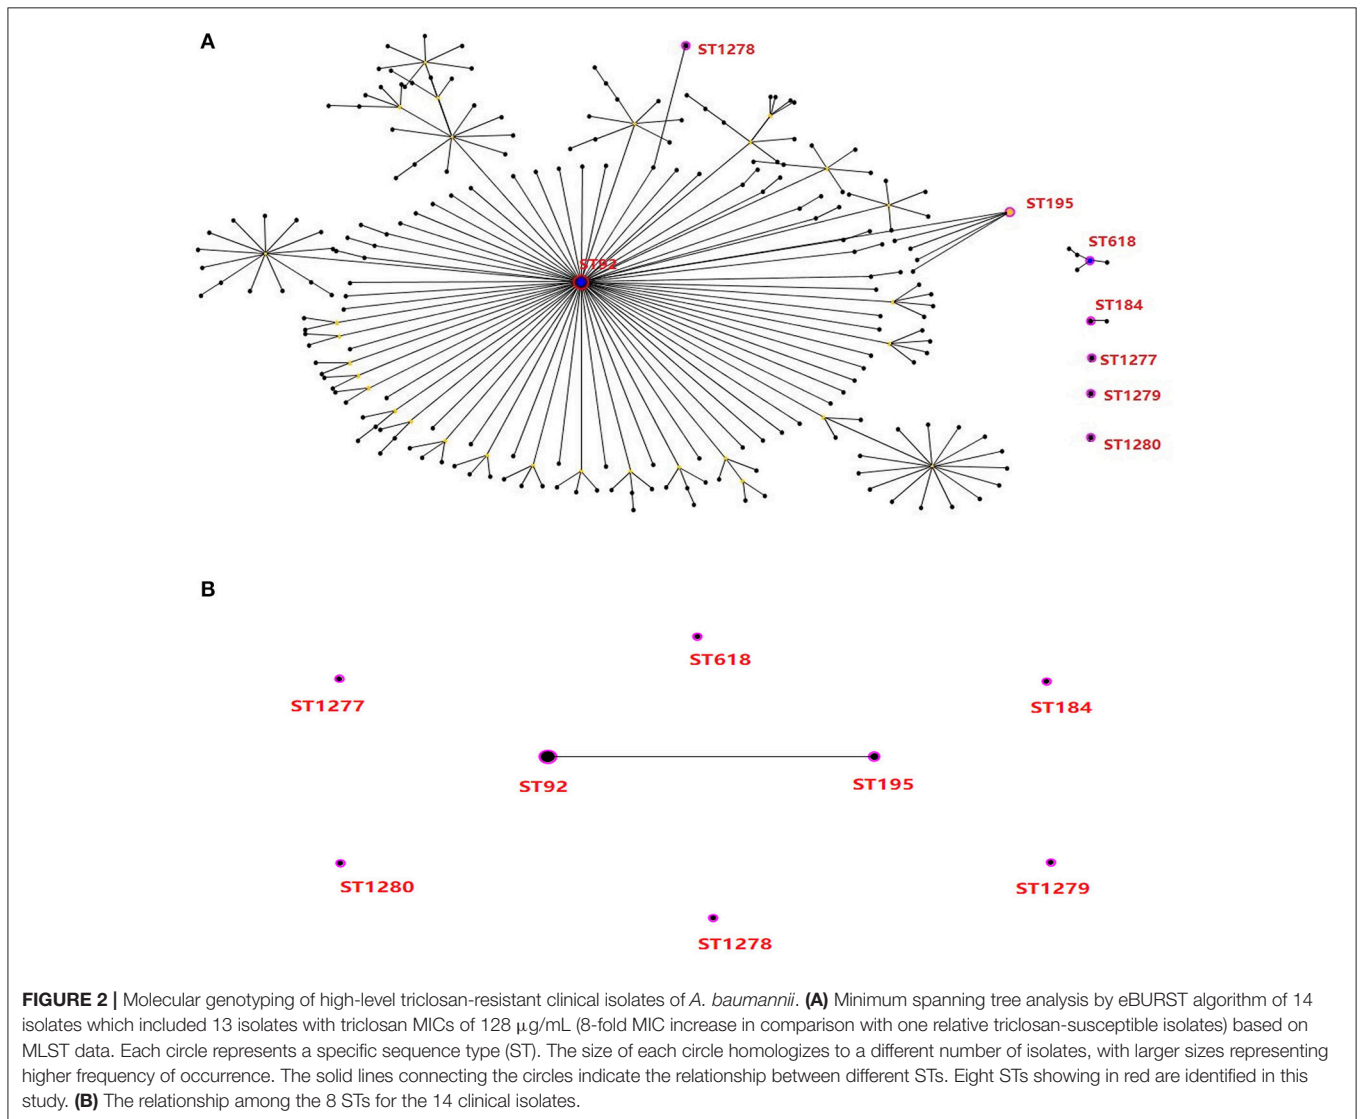 A
ST1278
ST195
ST618
ST92
ST184
ST1277
ST1279
ST1280
B
ST618
ST1277
ST184
ST92
ST195
ST1280
ST1279
ST1278
FIGURE 2 | Molecular genotyping of high-level triclosan-resistant clinical isolates of A. baumannii. (A) Minimum spanning tree analysis by eBURST algorithm of 14
isolates which included 13 isolates with triclosan MICs of 128 μg/mL (8-fold MIC increase in comparison with one relative triclosan-susceptible isolates) based on
MLST data. Each circle represents a specific sequence type (ST). The size of each circle homologizes to a different number of isolates, with larger sizes representing
higher frequency of occurrence. The solid lines connecting the circles indicate the relationship between different STs. Eight STs showing in red are identified in this
study. (B) The relationship among the 8 STs for the 14 clinical isolates.